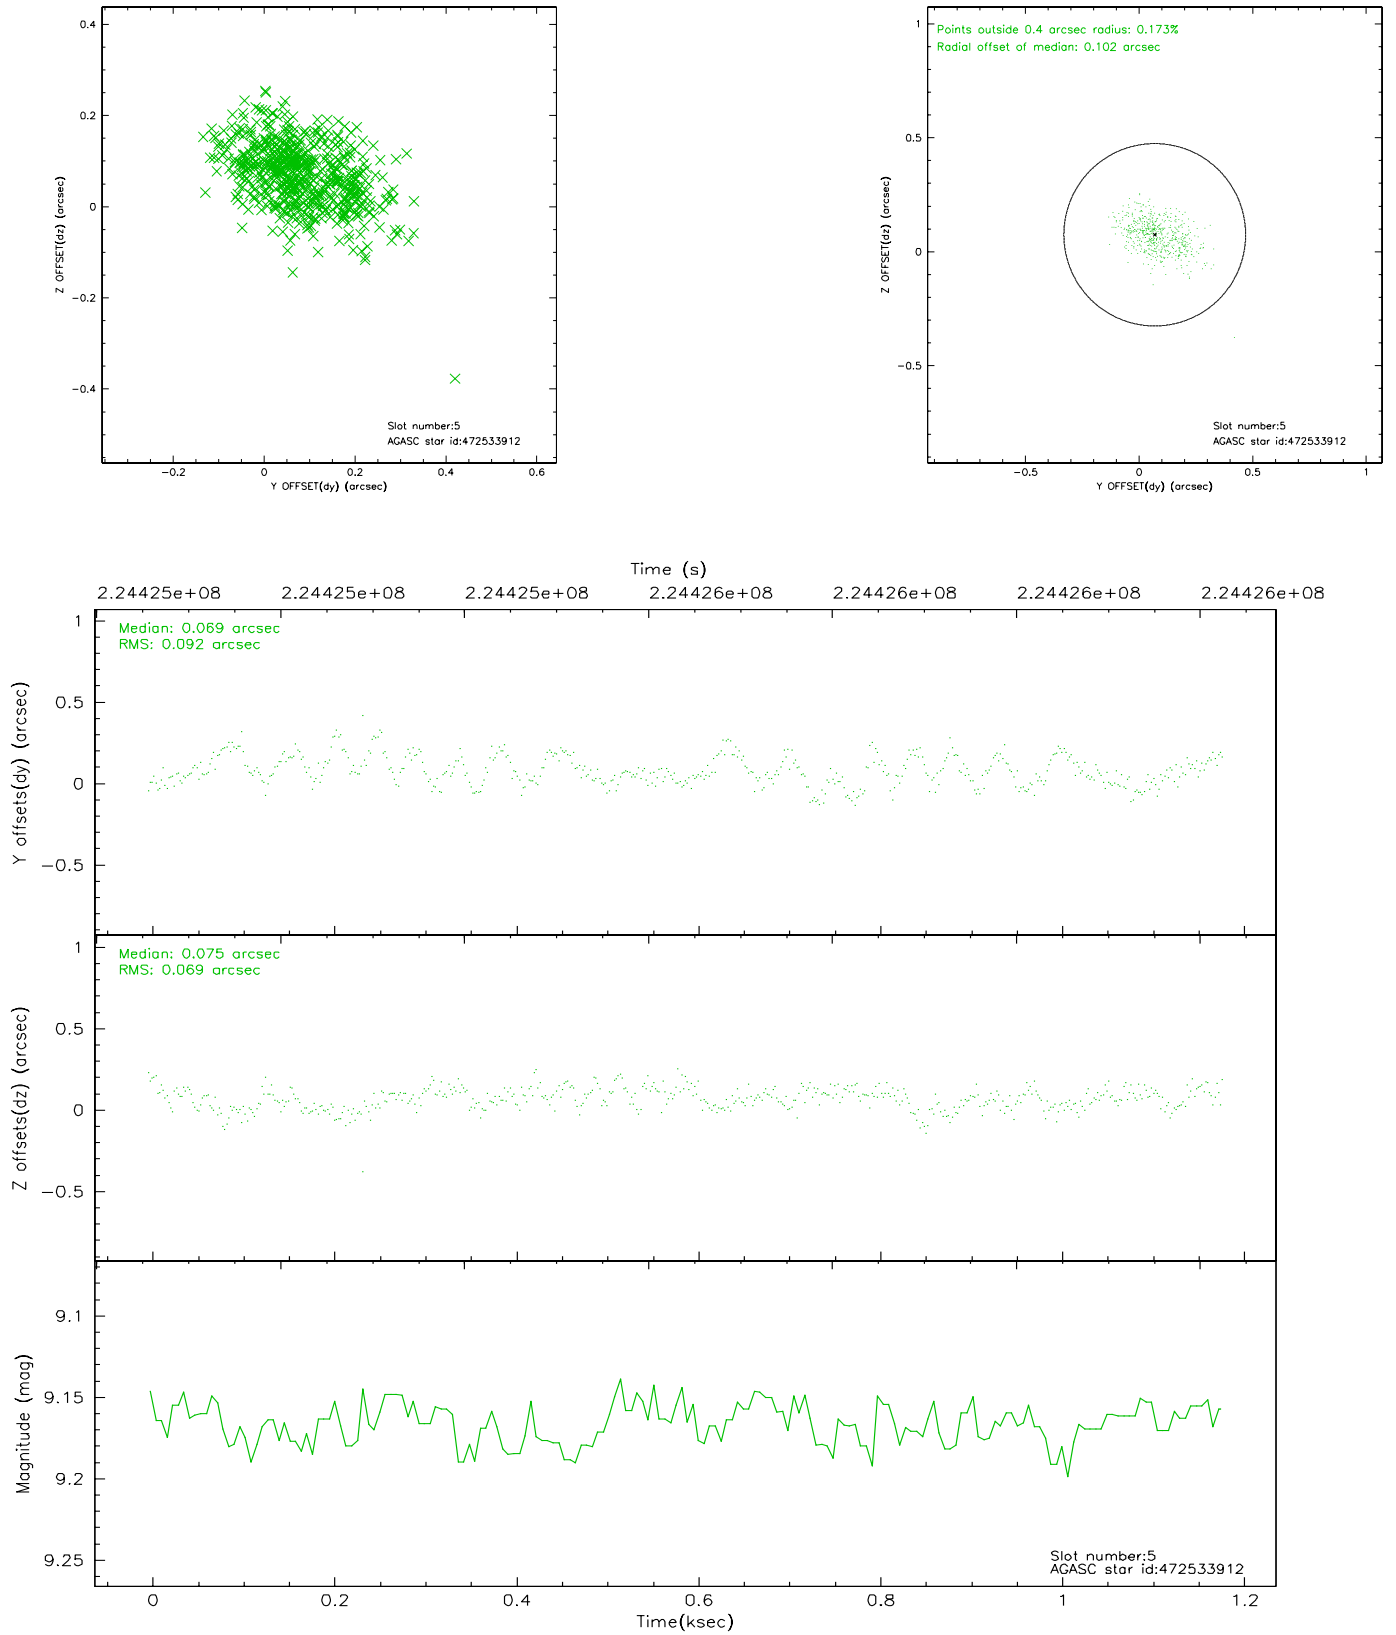 0.4
0.2
0
−0.2
−0.4
Z OFFSET(dz) (arcsec)
Slot number:5
AGASC star id:472533912
−0.2 0 0.2 0.4 0.6
Y OFFSET(dy) (arcsec)
Points outside 0.4 arcsec radius: 0.173%
Radial offset of median: 0.102 arcsec
1
0.5
0
−0.5
Z OFFSET(dz) (arcsec)
Slot number:5
AGASC star id:472533912
−0.5 0 0.5 1
Y OFFSET(dy) (arcsec)
Time (s)
2.24425e+08 2.24425e+08 2.24425e+08 2.24426e+08 2.24426e+08 2.24426e+08 2.24426e+08
Median: 0.069 arcsec
RMS: 0.092 arcsec
1
0.5
0
−0.5
Y offsets(dy) (arcsec)
Median: 0.075 arcsec
RMS: 0.069 arcsec
1
0.5
0
−0.5
Z offsets(dz) (arcsec)
9.1
9.15
9.2
9.25
Magnitude (mag)
Slot number:5
AGASC star id:472533912
0 0.2 0.4 0.6 0.8 1 1.2
Time(ksec)